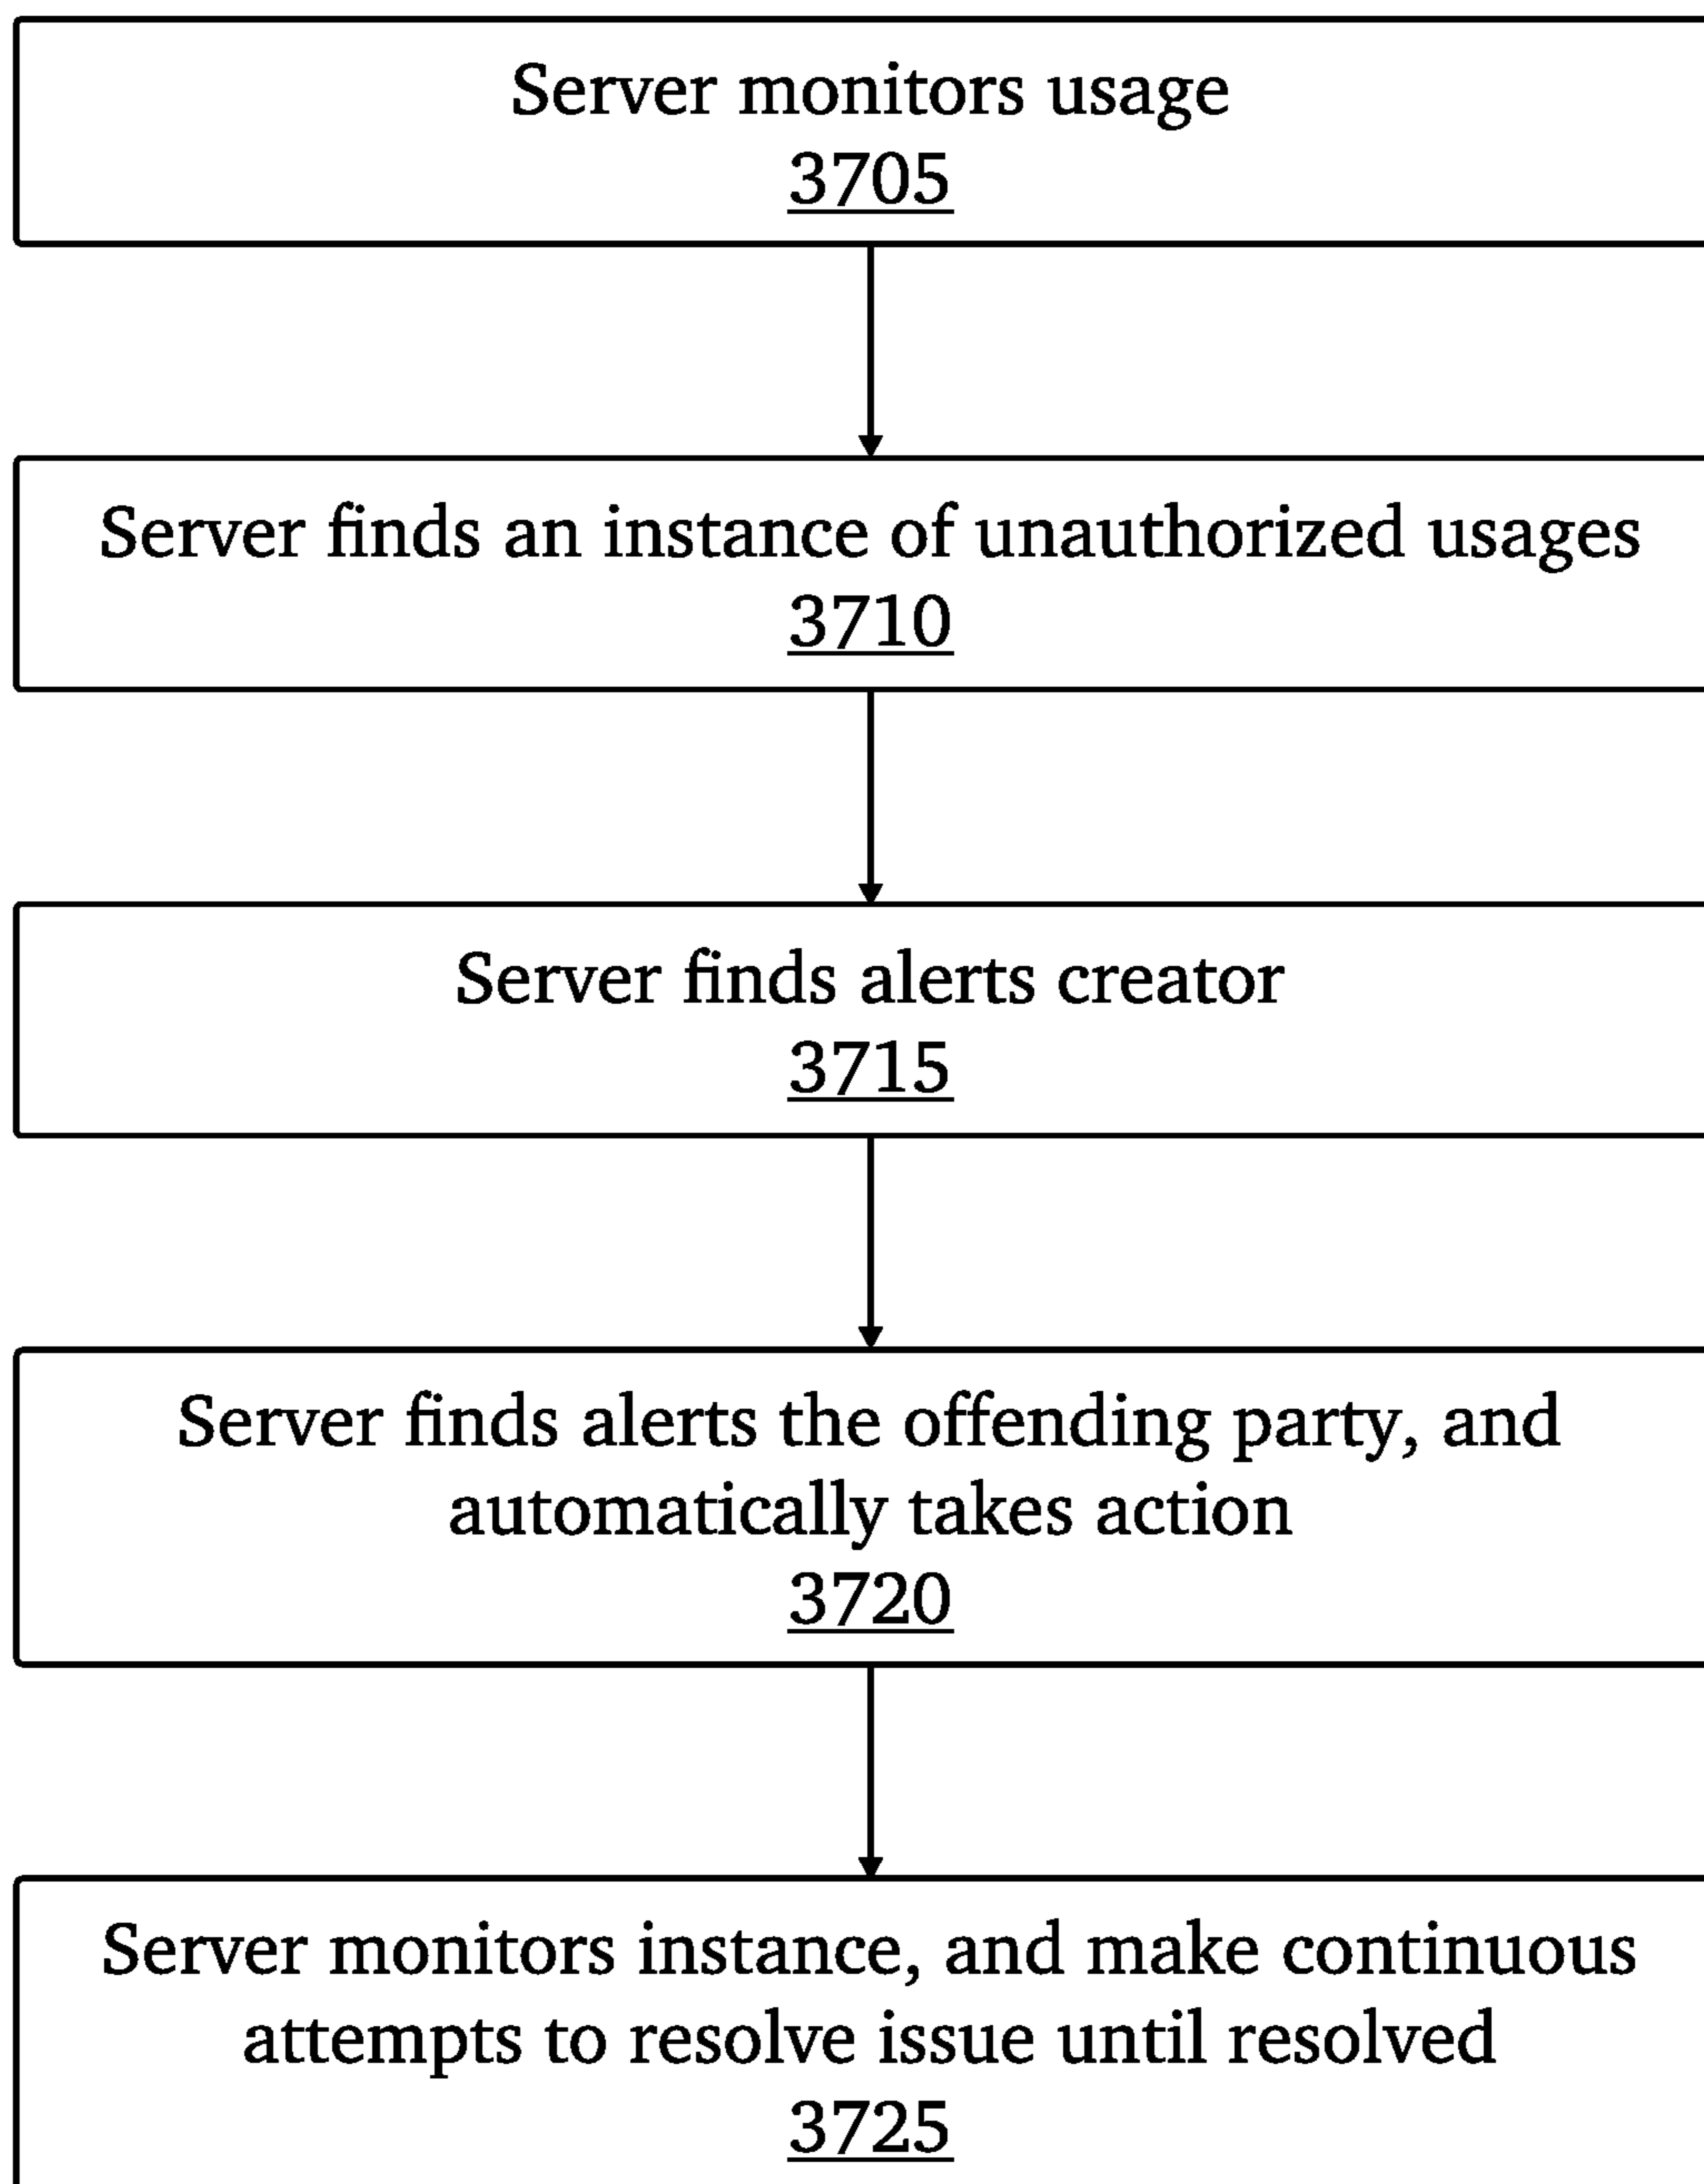 Server monitors usage
3705
Server finds an instance of unauthorized usages
3710
Server finds alerts creator
3715
Server finds alerts the offending party, and
automatically takes action
3720
Server monitors instance, and make continuous
attempts to resolve issue until resolved
3725